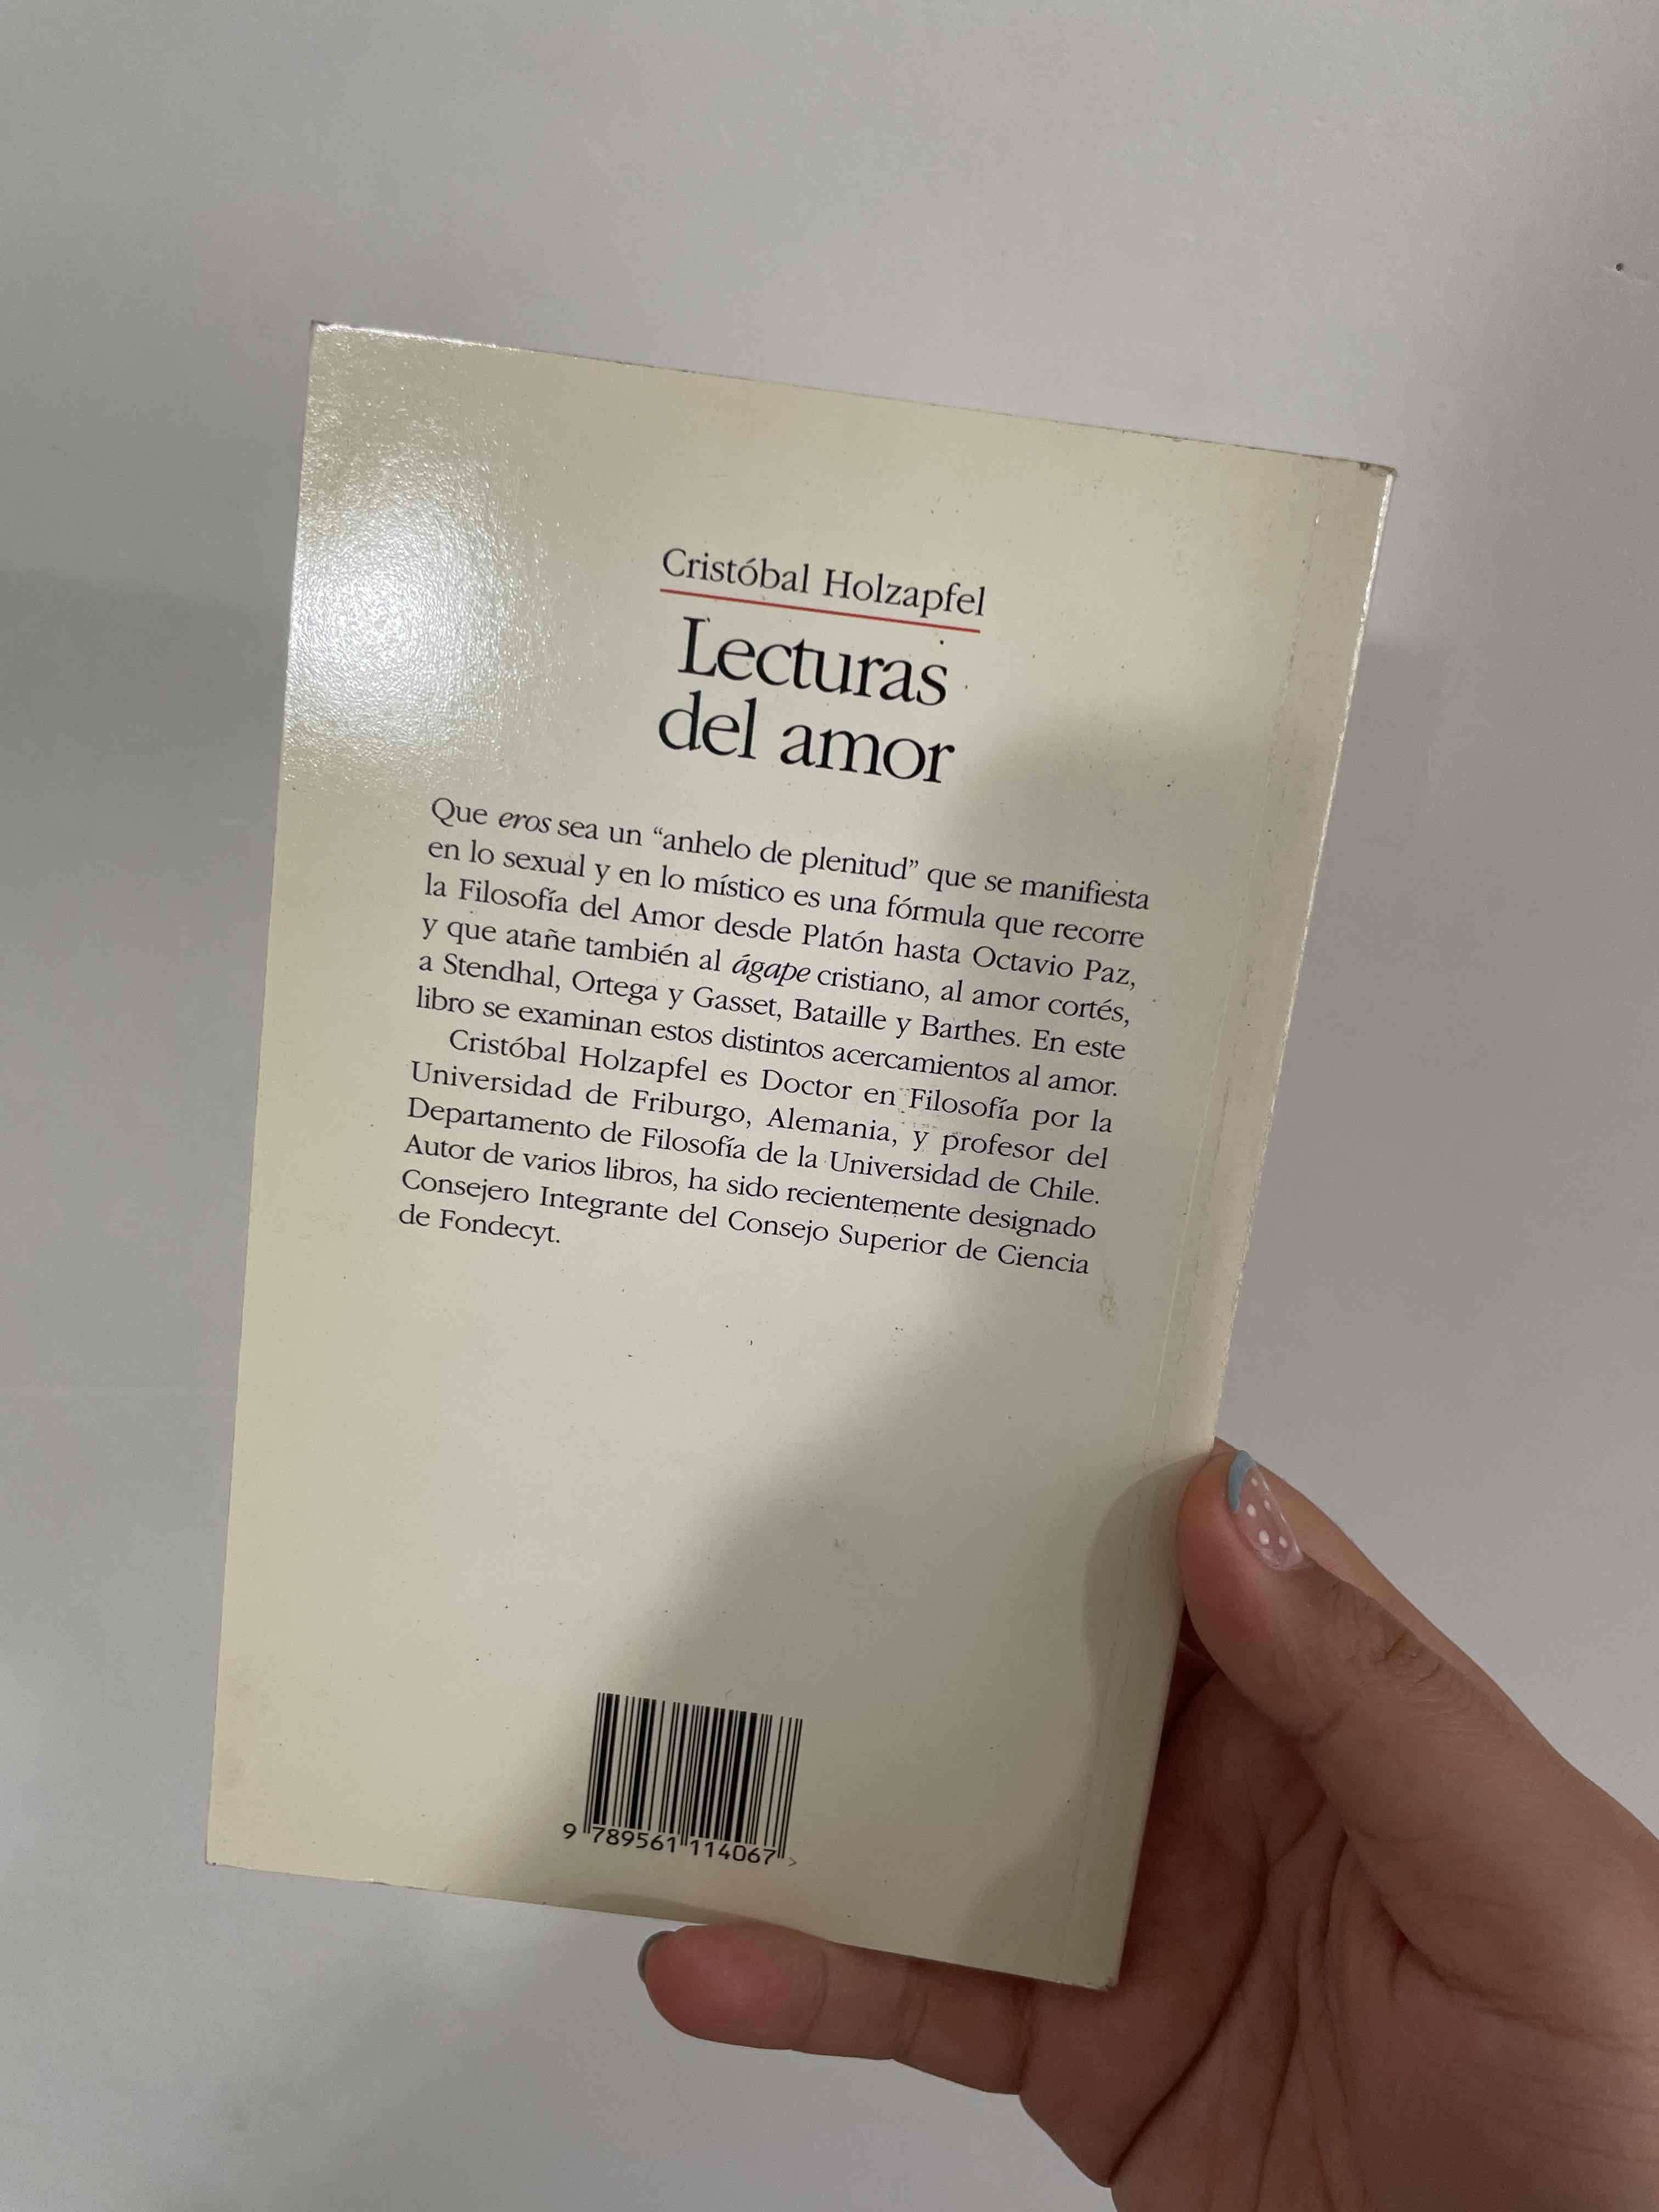 Cristóbal Holzapfel
Lecturas
del amor
Que eros sea un “anhelo de plenitud” que se manifiesta
en lo sexual y en lo místico es una fórmula que recorre
la Filosofía del Amor desde Platón hasta Octavio Paz,
y que atañe también al ágape cristiano, al amor cortés,
a Stendhal, Ortega y Gasset, Bataille y Barthes. En este
libro se examinan estos distintos acercamientos al amor.
Cristóbal Holzapfel es Doctor en Filosofía por la
Universidad de Friburgo, Alemania, y profesor del
Departamento de Filosofía de la Universidad de Chile.
Autor de varios libros, ha sido recientemente designado
Consejero Integrante del Consejo Superior de Ciencia
de Fondecyt.
9 789561 114067 >